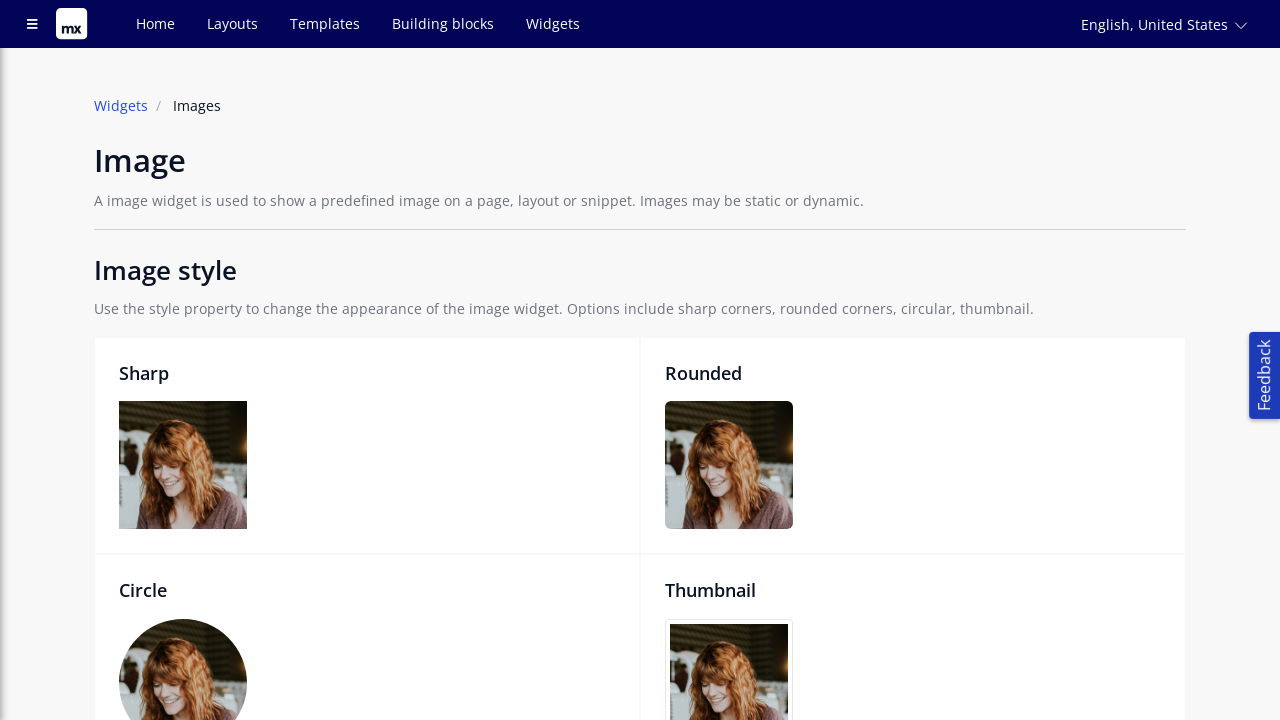 mx
Home
Layouts
Templates
Building blocks
Widgets
English, United States
Widgets / Images
Image
A image widget is used to show a predefined image on a page, layout or snippet. Images may be static or dynamic.
Image style
Use the style property to change the appearance of the image widget. Options include sharp corners, rounded corners, circular, thumbnail.
Sharp
Rounded
Circle
Thumbnail
Feedback